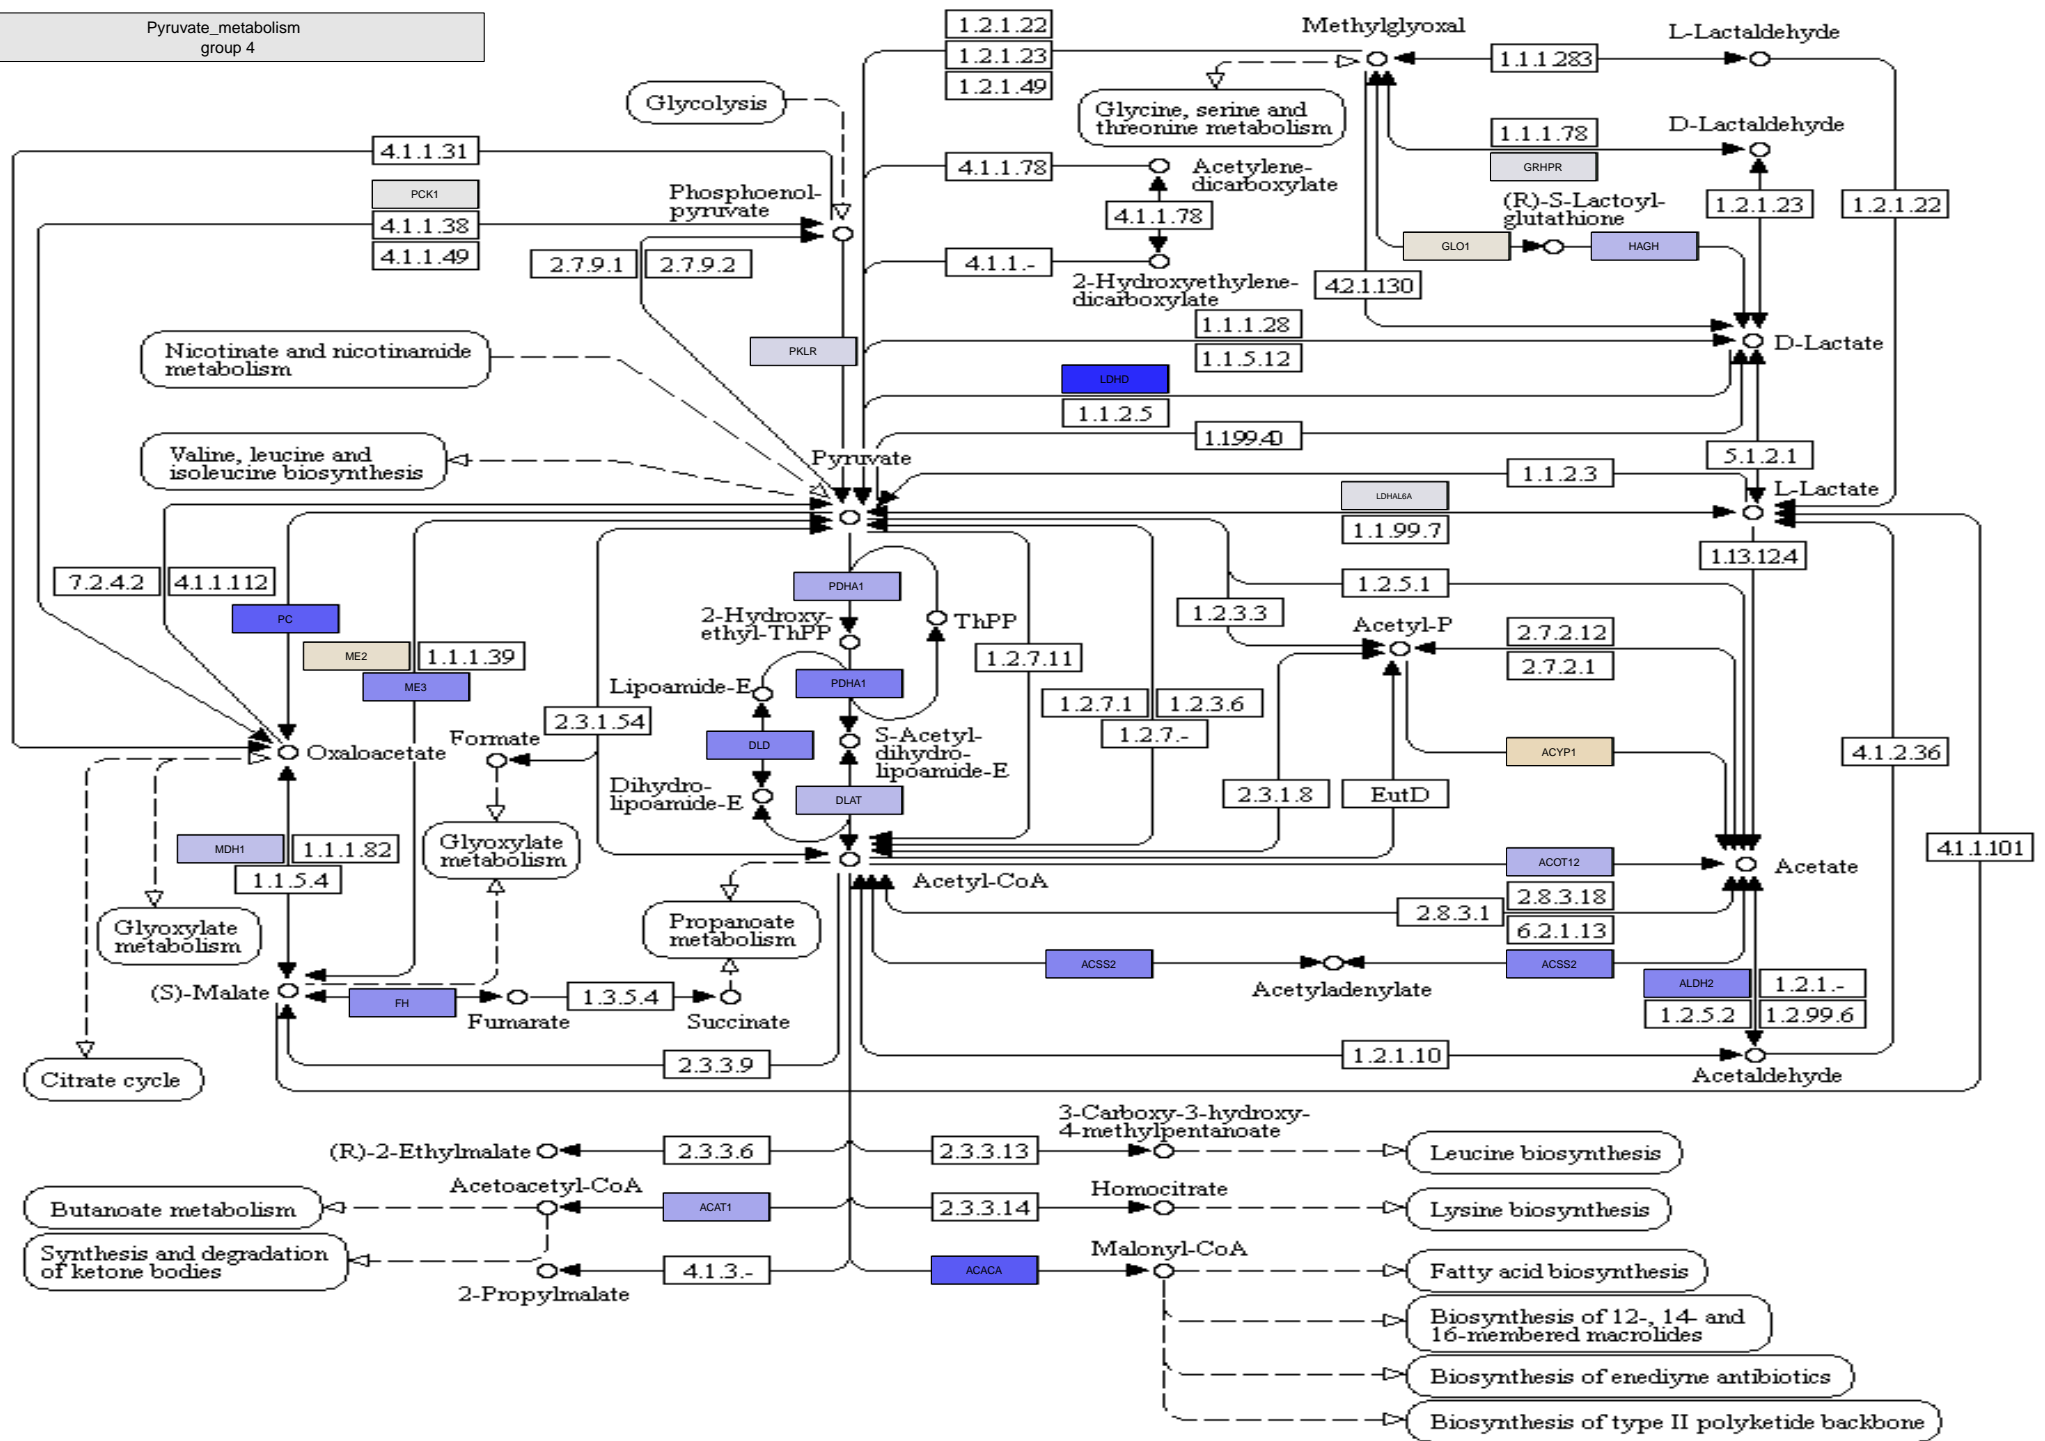 Pyruvate_metabolism
group 4
1.2.1.22
1.2.1.23
1.2.1.49
Methylglyoxal
1.1.1.283
L-Lactaldehyde
Glycolysis
Glycine, serine and
threonine metabolism
1.1.1.78
GRHPR
D-Lactaldehyde
4.1.1.31
PCK1
4.1.1.38
4.1.1.49
Phosphoenol-
pyruvate
4.1.1.78
Acetylene-
dicarboxylate
4.1.1.78
(R)-S-Lactoyl-
glutathione
1.2.1.23
1.2.1.22
2.7.9.1
2.7.9.2
4.1.1.-
2-Hydroxyethylene-
dicarboxylate
GLO1
HAGH
4.2.1.130
Nicotinate and nicotinamide
metabolism
PKLR
1.1.1.28
1.1.5.12
D-Lactate
LDHD
1.1.2.5
1.1.99.40
Valine, leucine and
isoleucine biosynthesis
Pyruvate
5.1.2.1
1.1.2.3
L-Lactate
LDHAL6A
1.1.99.7
1.13.12.4
7.2.4.2
4.1.1.112
PC
PDHA1
2-Hydroxy-
ethyl-ThPP
ThPP
1.2.5.1
1.2.3.3
Acetyl-P
2.7.2.12
2.7.2.1
ME2
1.1.1.39
ME3
1.2.7.11
Lipoamide-E
PDHA1
2.3.1.54
1.2.7.1
1.2.3.6
1.2.7.-
Oxaloacetate
Formate
DLD
S-Acetyl-
dihydro-
lipoamide-E
ACYP1
4.1.2.36
Dihydro-
lipoamide-E
DLAT
2.3.1.8
EutD
MDH1
1.1.1.82
1.1.5.4
Glyoxylate
metabolism
4.1.1.101
Acetyl-CoA
ACOT12
Acetate
2.8.3.18
2.8.3.1
6.2.1.13
Glyoxylate
metabolism
Propanoate
metabolism
ACSS2
Acetyladenylate
ACSS2
ALDH2
1.2.1.-
1.2.5.2
1.2.99.6
(S)-Malate
FH
Fumarate
1.3.5.4
Succinate
2.3.3.9
1.2.1.10
Acetaldehyde
Citrate cycle
3-Carboxy-3-hydroxy-
4-methylpentanoate
(R)-2-Ethylmalate
2.3.3.6
2.3.3.13
Leucine biosynthesis
Acetoacetyl-CoA
Homocitrate
Butanoate metabolism
ACAT1
2.3.3.14
Lysine biosynthesis
Synthesis and degradation
of ketone bodies
Malonyl-CoA
4.1.3.-
ACACA
Fatty acid biosynthesis
2-Propylmalate
Biosynthesis of 12-, 14- and
16-membered macrolides
Biosynthesis of enediyne antibiotics
Biosynthesis of type II polyketide backbone